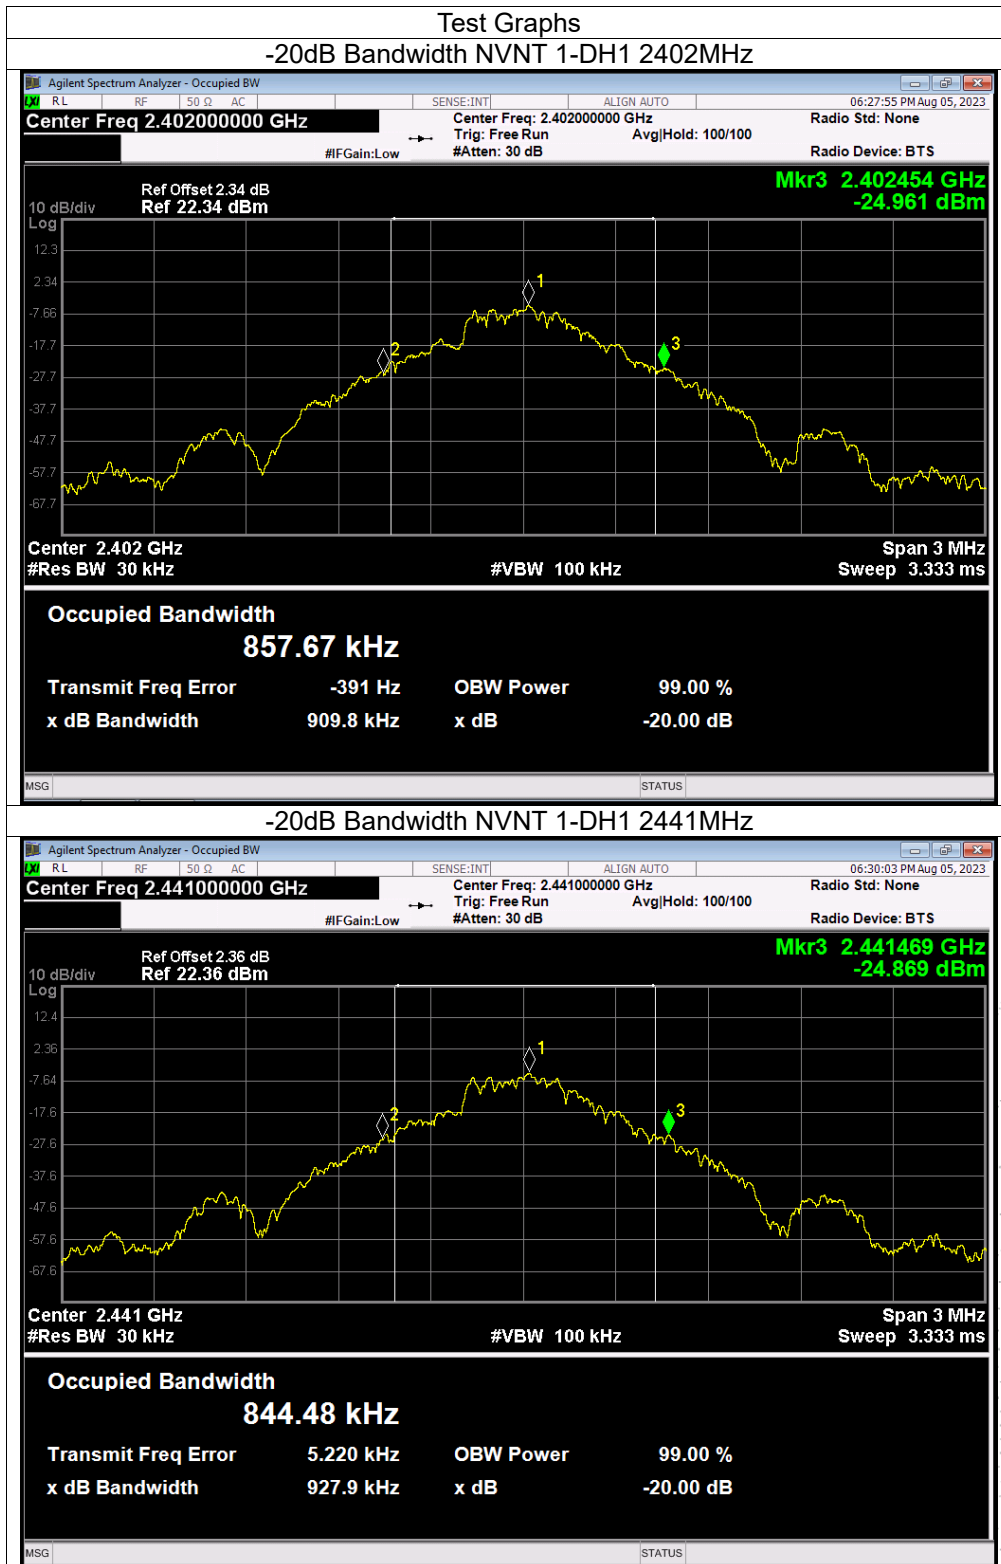 Test Graphs
-20dB Bandwidth NVNT 1-DH1 2402MHz
Agilent Spectrum Analyzer - Occupied BW
LXI RL RF 50 Ω AC SENSE:INT ALIGN AUTO 06:27:55 PM Aug 05, 2023
Center Freq 2.402000000 GHz Center Freq: 2.402000000 GHz Radio Std: None
Trig: Free Run Avg|Hold: 100/100
#IFGain:Low #Atten: 30 dB Radio Device: BTS
Mkr3 2.402454 GHz
-24.961 dBm
Ref Offset 2.34 dB
10 dB/div Ref 22.34 dBm
Log
12.3
1
2.34
-7.66
-17.7
2 3
-27.7
-37.7
-47.7
-57.7
-67.7
Center 2.402 GHz Span 3 MHz
#Res BW 30 kHz #VBW 100 kHz Sweep 3.333 ms
Occupied Bandwidth
857.67 kHz
Transmit Freq Error -391 Hz OBW Power 99.00 %
x dB Bandwidth 909.8 kHz x dB -20.00 dB
MSG STATUS
-20dB Bandwidth NVNT 1-DH1 2441MHz
Agilent Spectrum Analyzer - Occupied BW
LXI RL RF 50 Ω AC SENSE:INT ALIGN AUTO 06:30:03 PM Aug 05, 2023
Center Freq 2.441000000 GHz Center Freq: 2.441000000 GHz Radio Std: None
Trig: Free Run Avg|Hold: 100/100
#IFGain:Low #Atten: 30 dB Radio Device: BTS
Mkr3 2.441469 GHz
-24.869 dBm
Ref Offset 2.36 dB
10 dB/div Ref 22.36 dBm
Log
12.4
2.36
1
-7.64
-17.6
2 3
-27.6
-37.6
-47.6
-57.6
-67.6
Center 2.441 GHz Span 3 MHz
#Res BW 30 kHz #VBW 100 kHz Sweep 3.333 ms
Occupied Bandwidth
844.48 kHz
Transmit Freq Error 5.220 kHz OBW Power 99.00 %
x dB Bandwidth 927.9 kHz x dB -20.00 dB
MSG STATUS